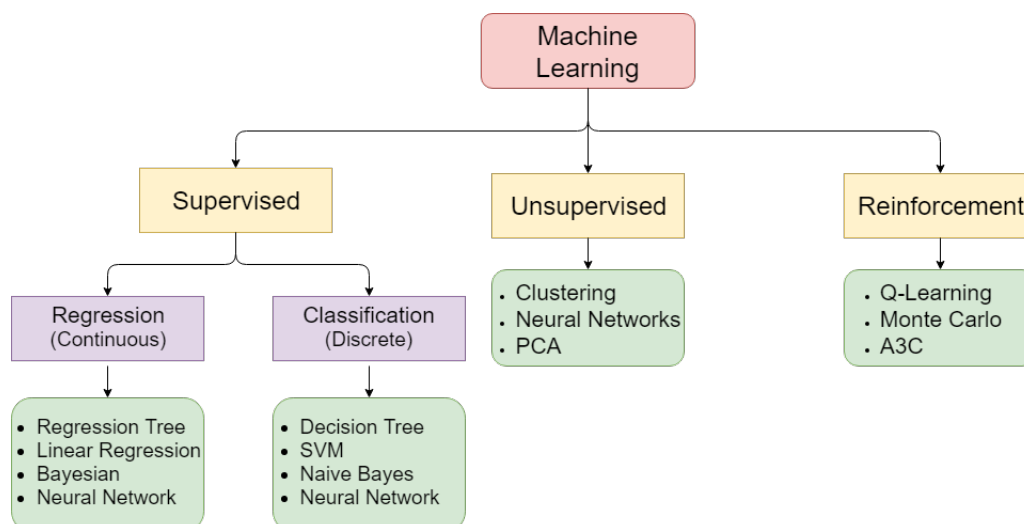 Machine
Learning
Supervised
Unsupervised
Reinforcement
Regression
(Continuous)
Classification
(Discrete)
• Clustering
• Neural Networks
• PCA
• Q-Learning
• Monte Carlo
• A3C
• Regression Tree
• Linear Regression
• Bayesian
• Neural Network
• Decision Tree
• SVM
• Naive Bayes
• Neural Network